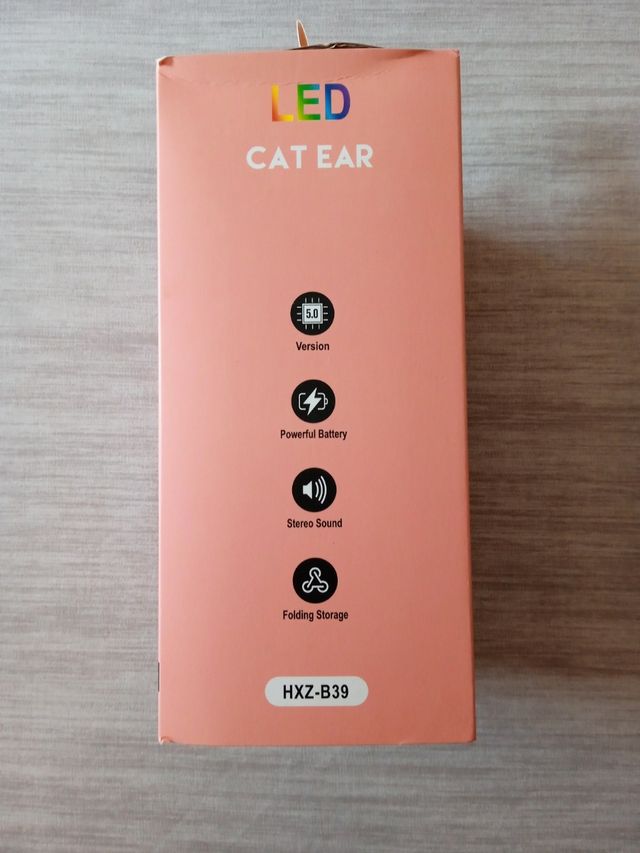 LED
CAT EAR
5.0
Version
Powerful Battery
Stereo Sound
Folding Storage
HXZ-B39